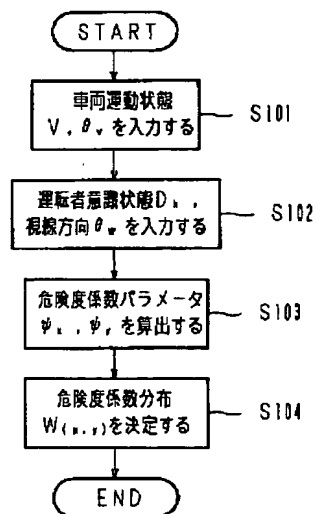 START
車両運動状態
V, θv を入力する
S101
運転者意識状態Dk,
視線方向θw を入力する
S102
危険度係数パラメータ
ψx, ψy を算出する
S103
危険度係数分布
W(x,y)を決定する
S104
END